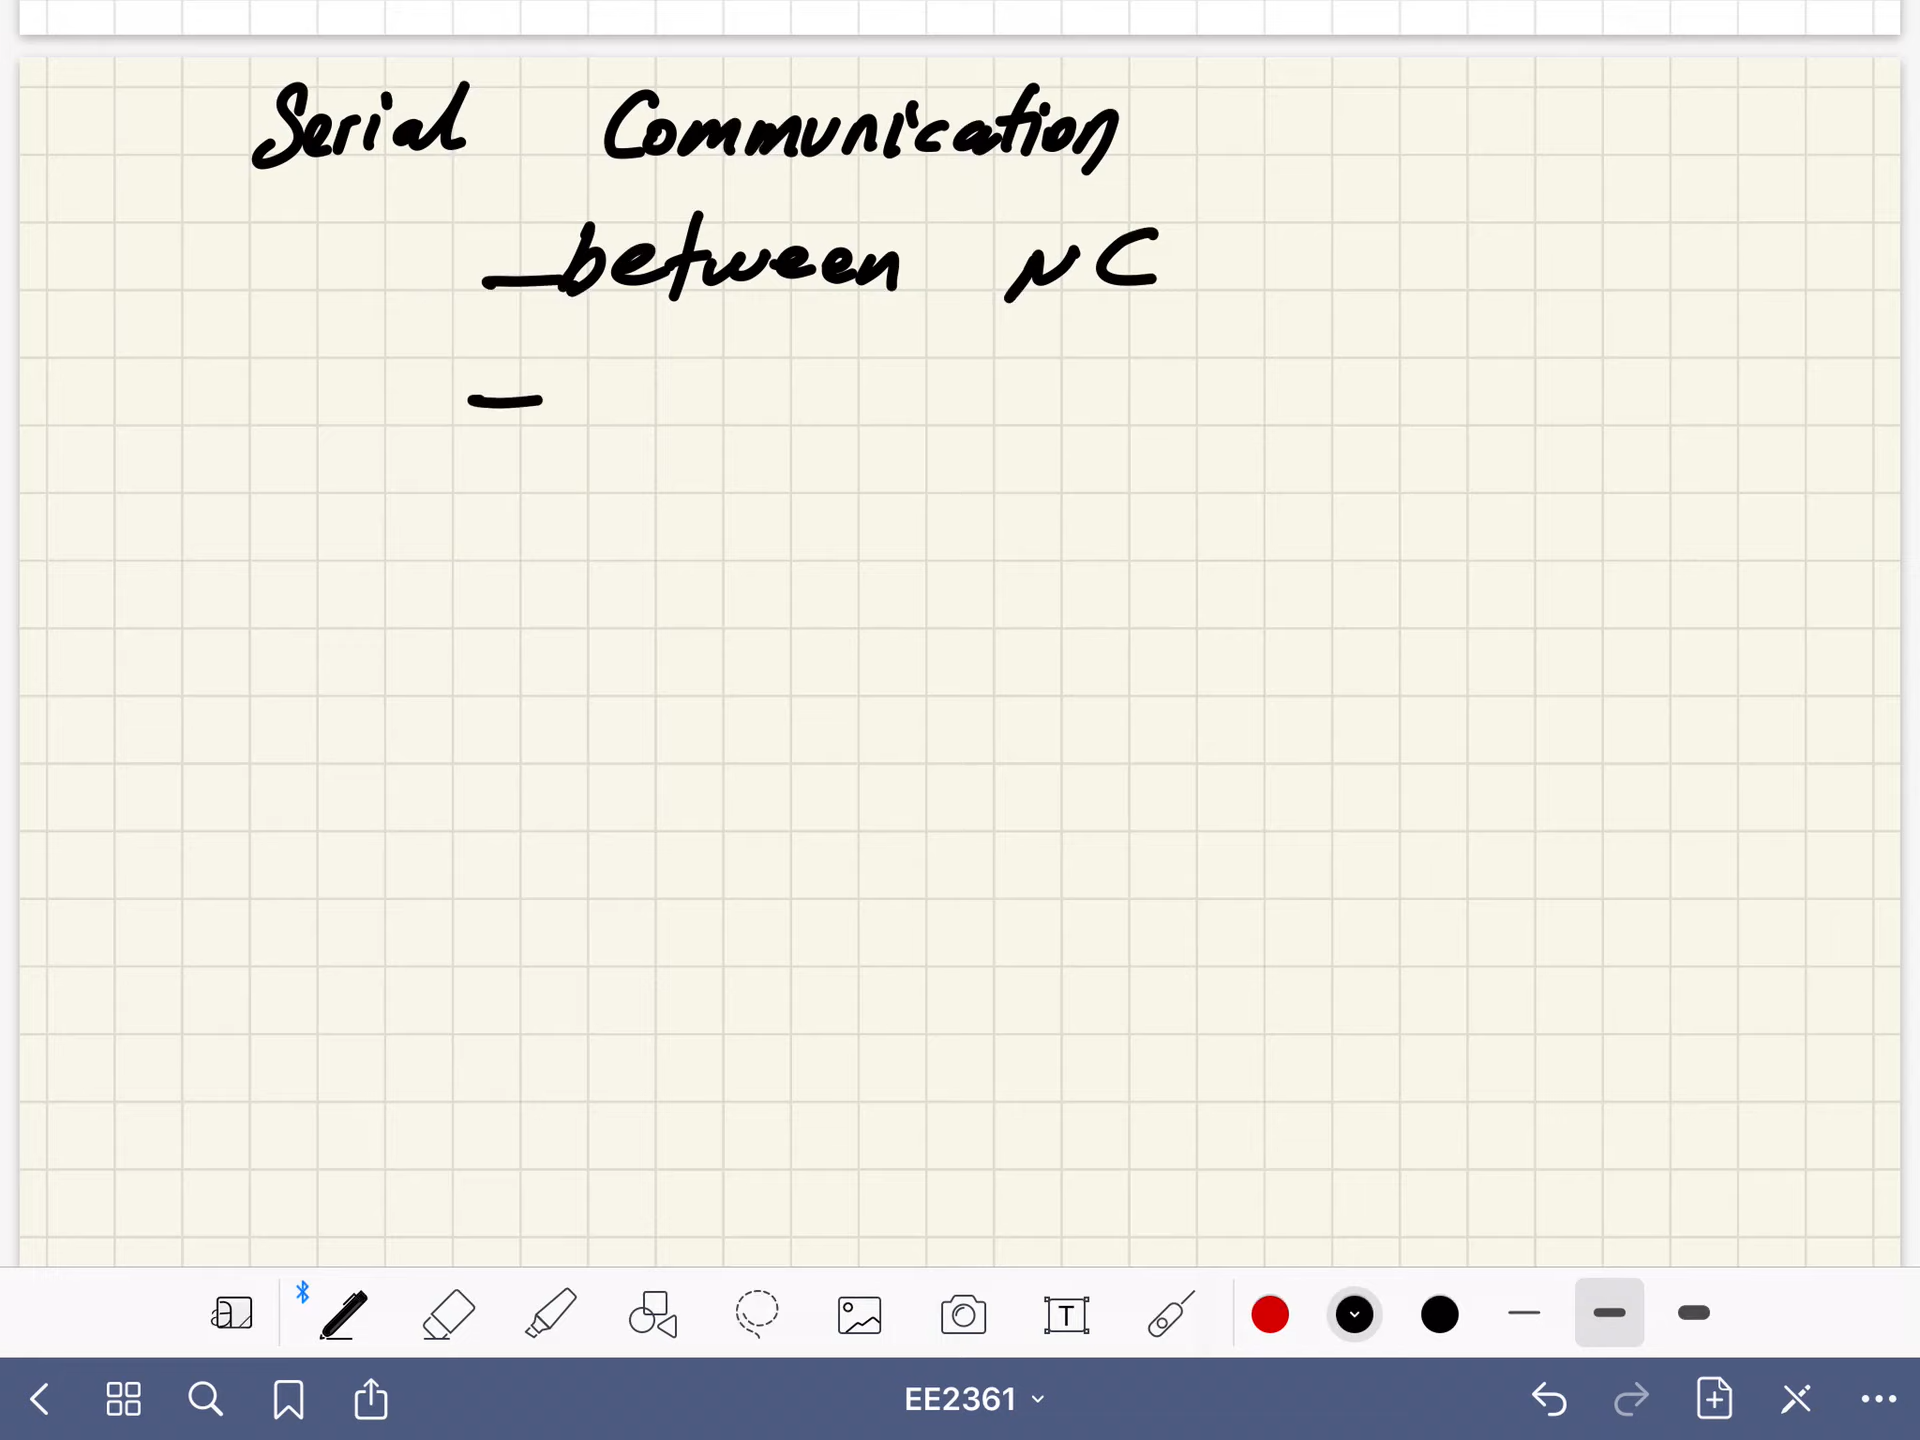 Serial Communication
— between μC
—
T
EE2361